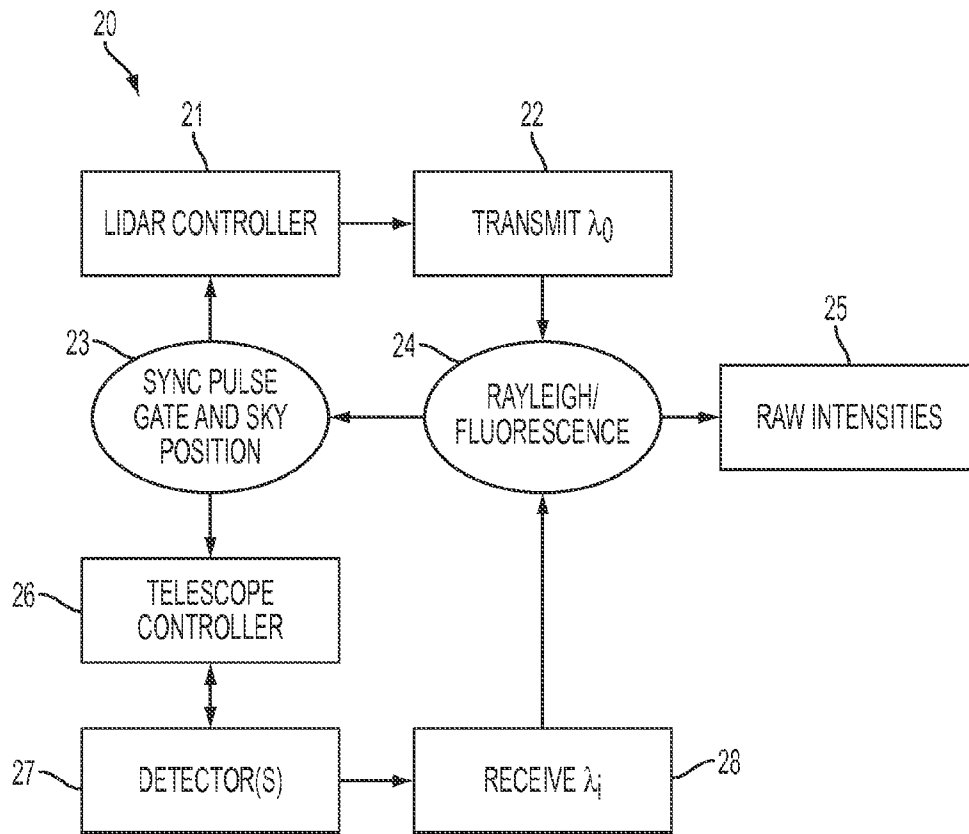 20
21
22
LIDAR CONTROLLER
TRANSMIT λ0
23
SYNC PULSE
GATE AND SKY
POSITION
24
RAYLEIGH/
FLUORESCENCE
25
RAW INTENSITIES
26
TELESCOPE
CONTROLLER
27
DETECTOR(S)
RECEIVE λi
28